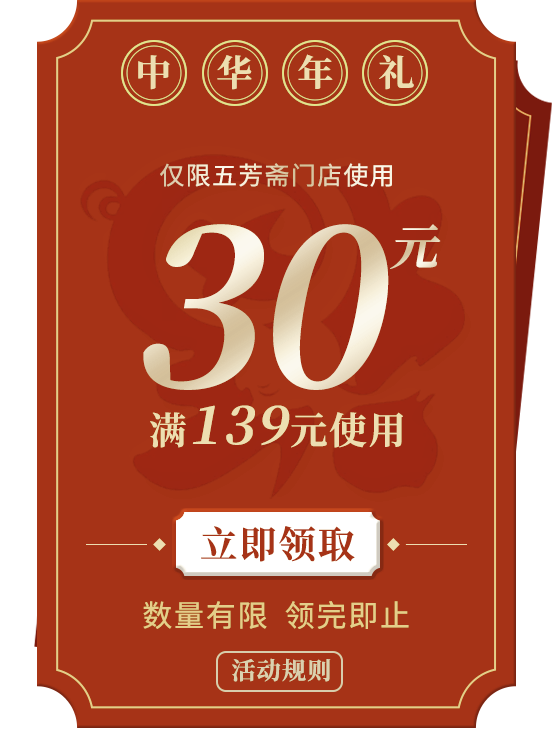 中华年礼
仅限五芳斋门店使用
30元
满139元使用
立即领取
数量有限 领完即止
活动规则